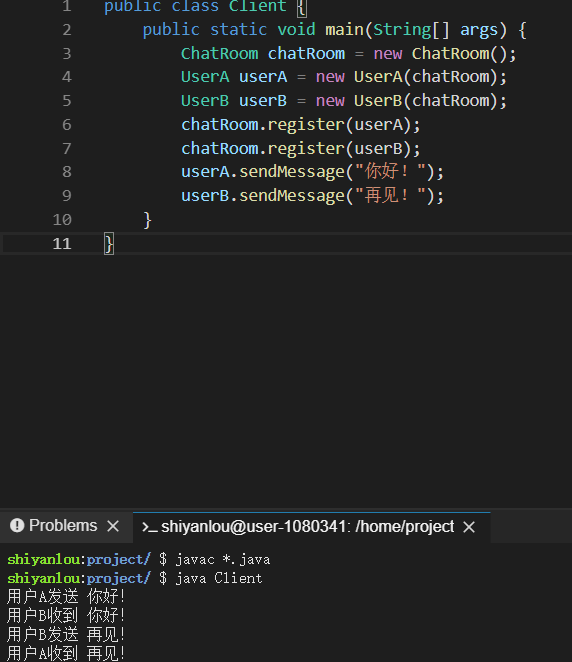 1 public class Client {
2 public static void main(String[] args) {
3 ChatRoom chatRoom = new ChatRoom();
4 UserA userA = new UserA(chatRoom);
5 UserB userB = new UserB(chatRoom);
6 chatRoom.register(userA);
7 chatRoom.register(userB);
8 userA.sendMessage("你好！");
9 userB.sendMessage("再见！");
10 }
11 }
Problems × >_ shiyanlou@user-1080341: /home/project ×
shiyanlou:project/ $ javac *.java
shiyanlou:project/ $ java Client
用户A发送 你好！
用户B收到 你好！
用户B发送 再见！
用户A收到 再见！